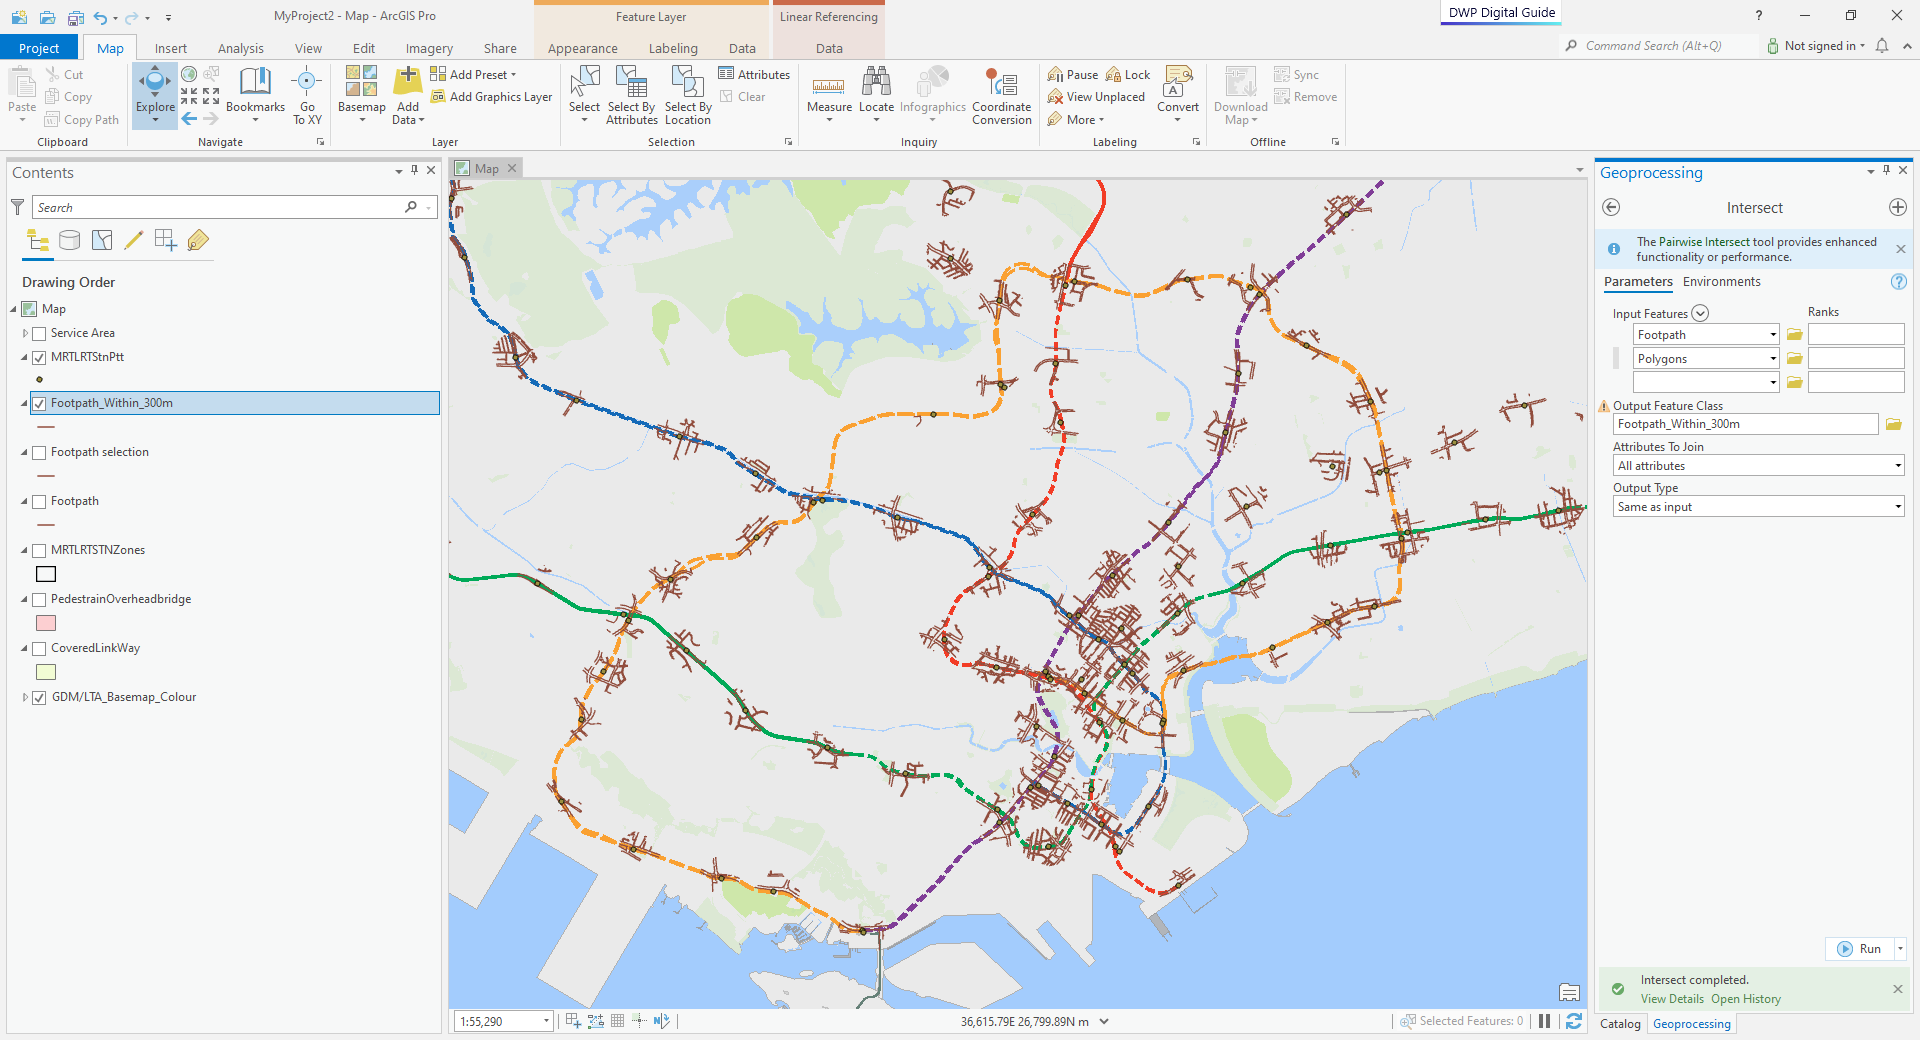 MyProject2 - Map - ArcGIS Pro
Feature Layer
Linear Referencing
DWP Digital Guide
?
Project
Map
Insert
Analysis
View
Edit
Imagery
Share
Appearance
Labeling
Data
Data
Command Search (Alt+Q)
Not signed in
Paste
Cut
Copy
Copy Path
Clipboard
Explore
Bookmarks
Go
To XY
Navigate
Basemap
Add
Data
Add Preset
Add Graphics Layer
Layer
Select
Select By
Attributes
Select By
Location
Attributes
Clear
Selection
Measure
Locate
Infographics
Coordinate
Conversion
Inquiry
Pause
Lock
View Unplaced
More
Convert
Labeling
Download
Map
Sync
Remove
Offline
Contents
Search
Drawing Order
Map
Service Area
MRTLRTStnPtt
Footpath_Within_300m
Footpath selection
Footpath
MRTLRTSTNZones
PedestrainOverheadbridge
CoveredLinkWay
GDM/LTA_Basemap_Colour
Map
1:55,290
36,615.79E 26,799.89N m
Selected Features: 0
Geoprocessing
Intersect
The Pairwise Intersect tool provides enhanced
functionality or performance.
Parameters
Environments
?
Input Features
Ranks
Footpath
Polygons
Output Feature Class
Footpath_Within_300m
Attributes To Join
All attributes
Output Type
Same as input
Run
Intersect completed.
View Details Open History
Catalog
Geoprocessing